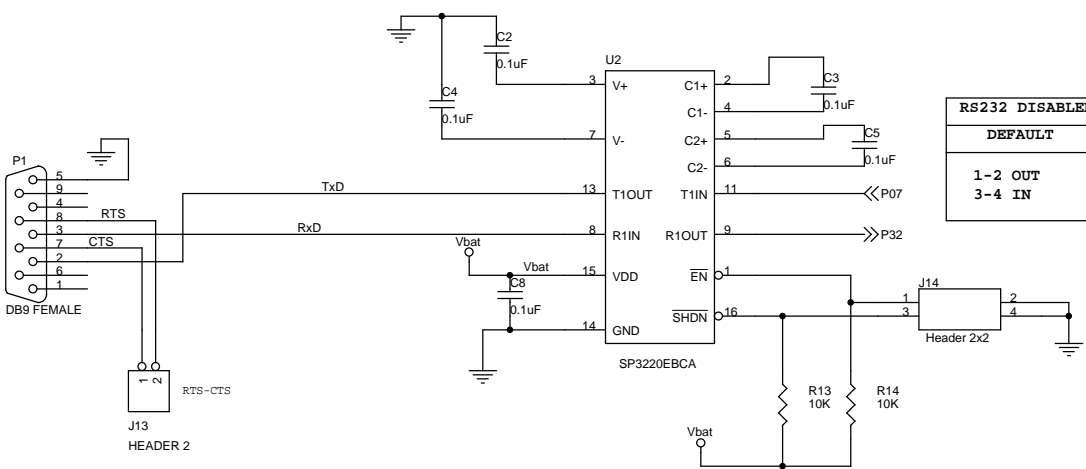 C2
0.1uF
C4
0.1uF
U2
3
V+
7
V-
13
T1OUT
8
R1IN
15
VDD
14
GND
C1+
2
C1-
4
C2+
5
C2-
6
T1IN
11
R1OUT
9
EN
1
SHDN
16
SP3220EBCA
C3
0.1uF
C5
0.1uF
P07
P32
RS232 DISABLE
DEFAULT
1-2 OUT
3-4 IN
P1
5
9
4
8
3
7
2
6
1
DB9 FEMALE
RTS
CTS
TxD
RxD
Vbat
Vbat
C8
0.1uF
1
2
RTS-CTS
J13
HEADER 2
J14
1
3
2
4
Header 2x2
R13
10K
R14
10K
Vbat